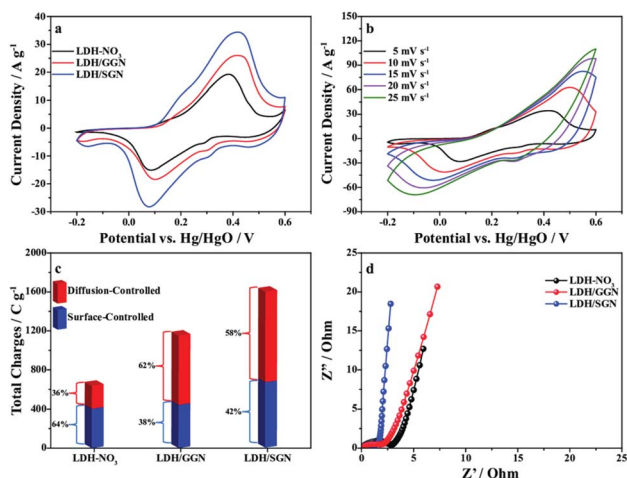 a
LDH-NO3
LDH/GGN
LDH/SGN
Current Density / A g-1
40
30
20
10
0
-10
-20
-30
-0.2
0.0
0.2
0.4
0.6
Potential vs. Hg/HgO / V
b
5 mV s-1
10 mV s-1
15 mV s-1
20 mV s-1
25 mV s-1
Current Density / A g-1
120
90
60
30
0
-30
-60
-90
-0.2
0.0
0.2
0.4
0.6
Potential vs. Hg/HgO / V
c
Diffusion-Controlled
Surface-Controlled
Total Charges / C g-1
2000
1600
1200
800
400
0
36%
64%
62%
38%
58%
42%
LDH-NO3
LDH/GGN
LDH/SGN
d
LDH-NO3
LDH/GGN
LDH/SGN
Z'' / Ohm
25
20
15
10
5
0
0
5
10
15
20
25
Z' / Ohm